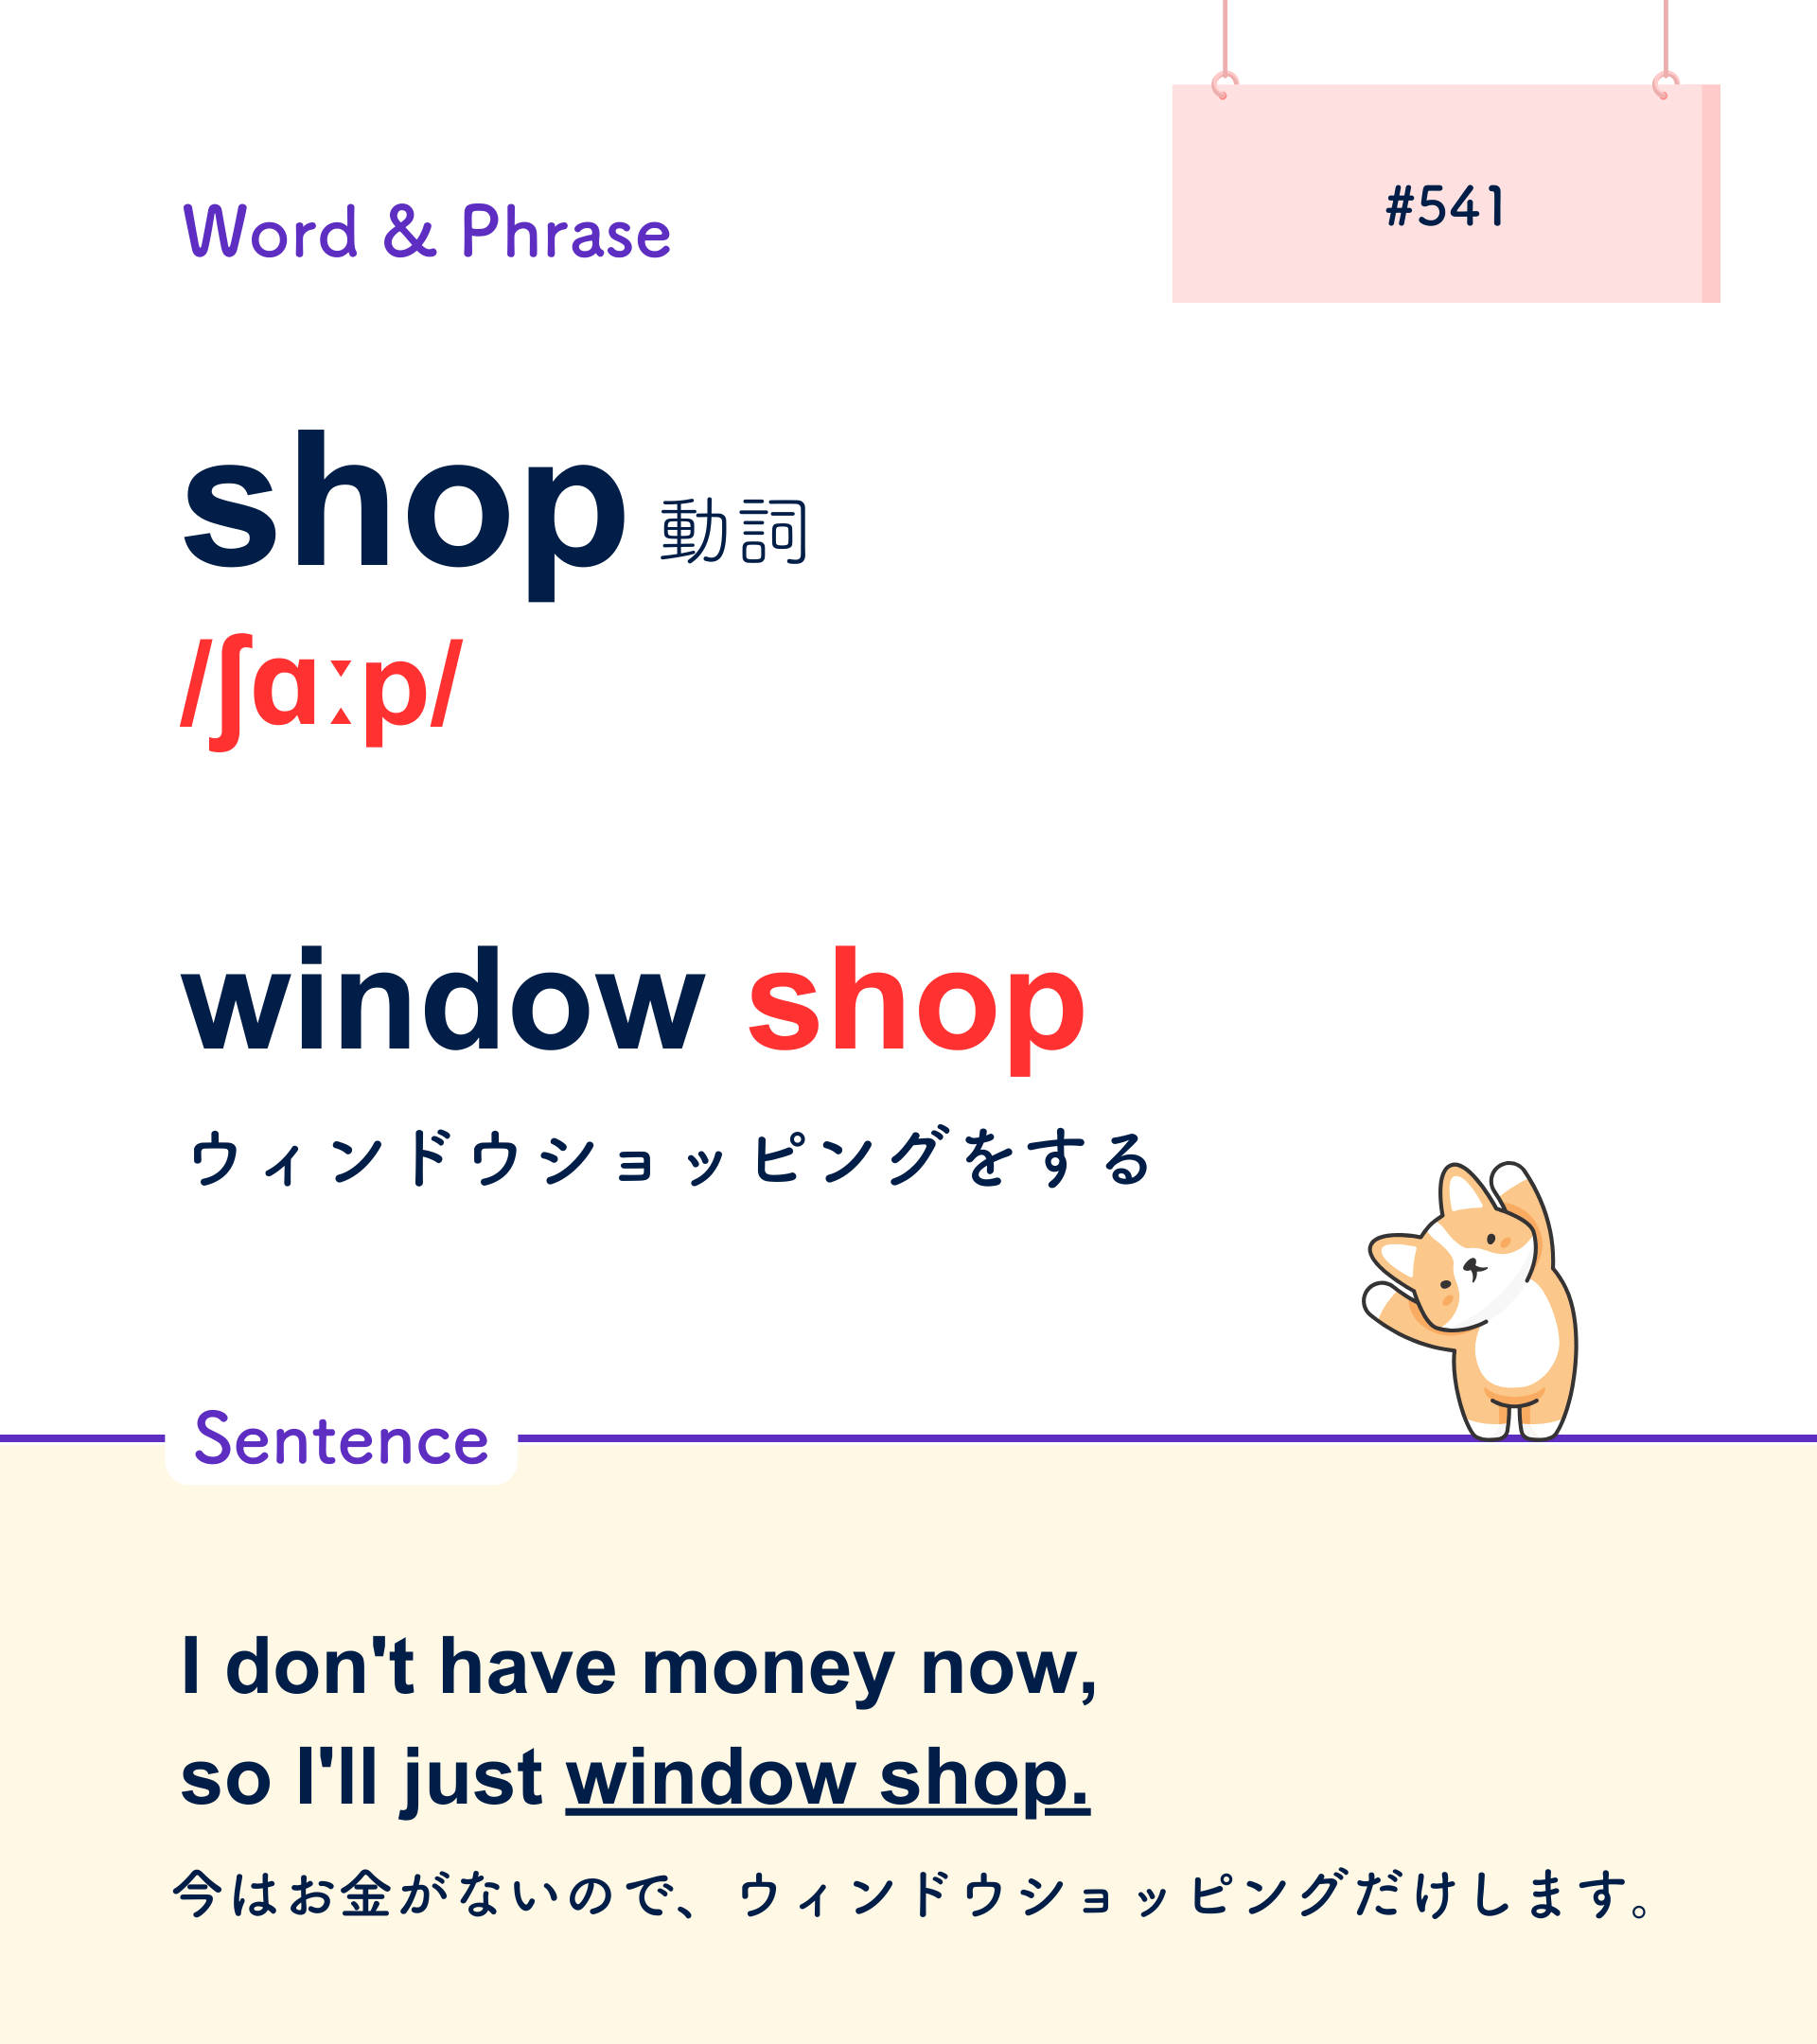 #541
Word & Phrase
shop 動詞
/ʃɑːp/
window shop
ウィンドウショッピングをする
Sentence
I don't have money now,
so I'll just window shop.
今はお金がないので、ウィンドウショッピングだけします。